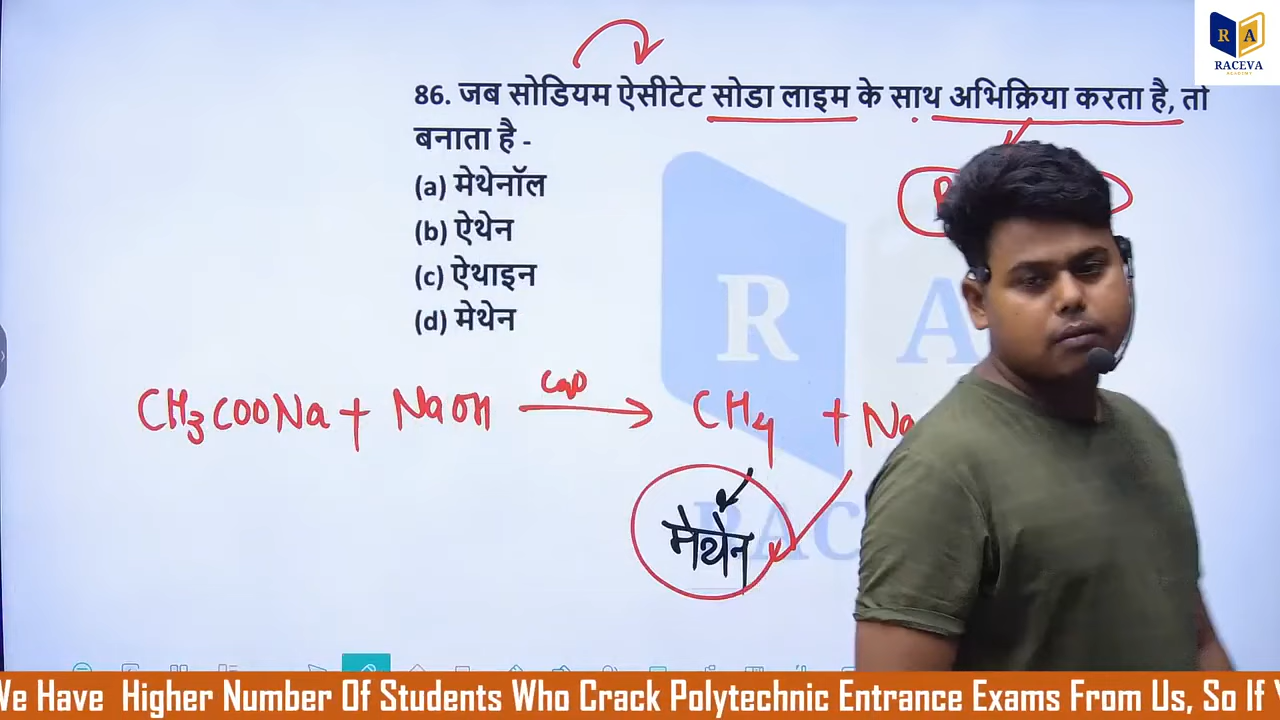 R A
RACEVA
ACADEMY
86. जब सोडियम ऐसीटेट सोडा लाइम के साथ अभिक्रिया करता है, तो
बनाता है -
(a) मेथेनॉल
(b) ऐथेन
(c) ऐथाइन
(d) मेथेन
R A
CaO
CH3COONa + NaOH → CH4 + Na
मेथेन
RAC
We Have Higher Number Of Students Who Crack Polytechnic Entrance Exams From Us, So If Y